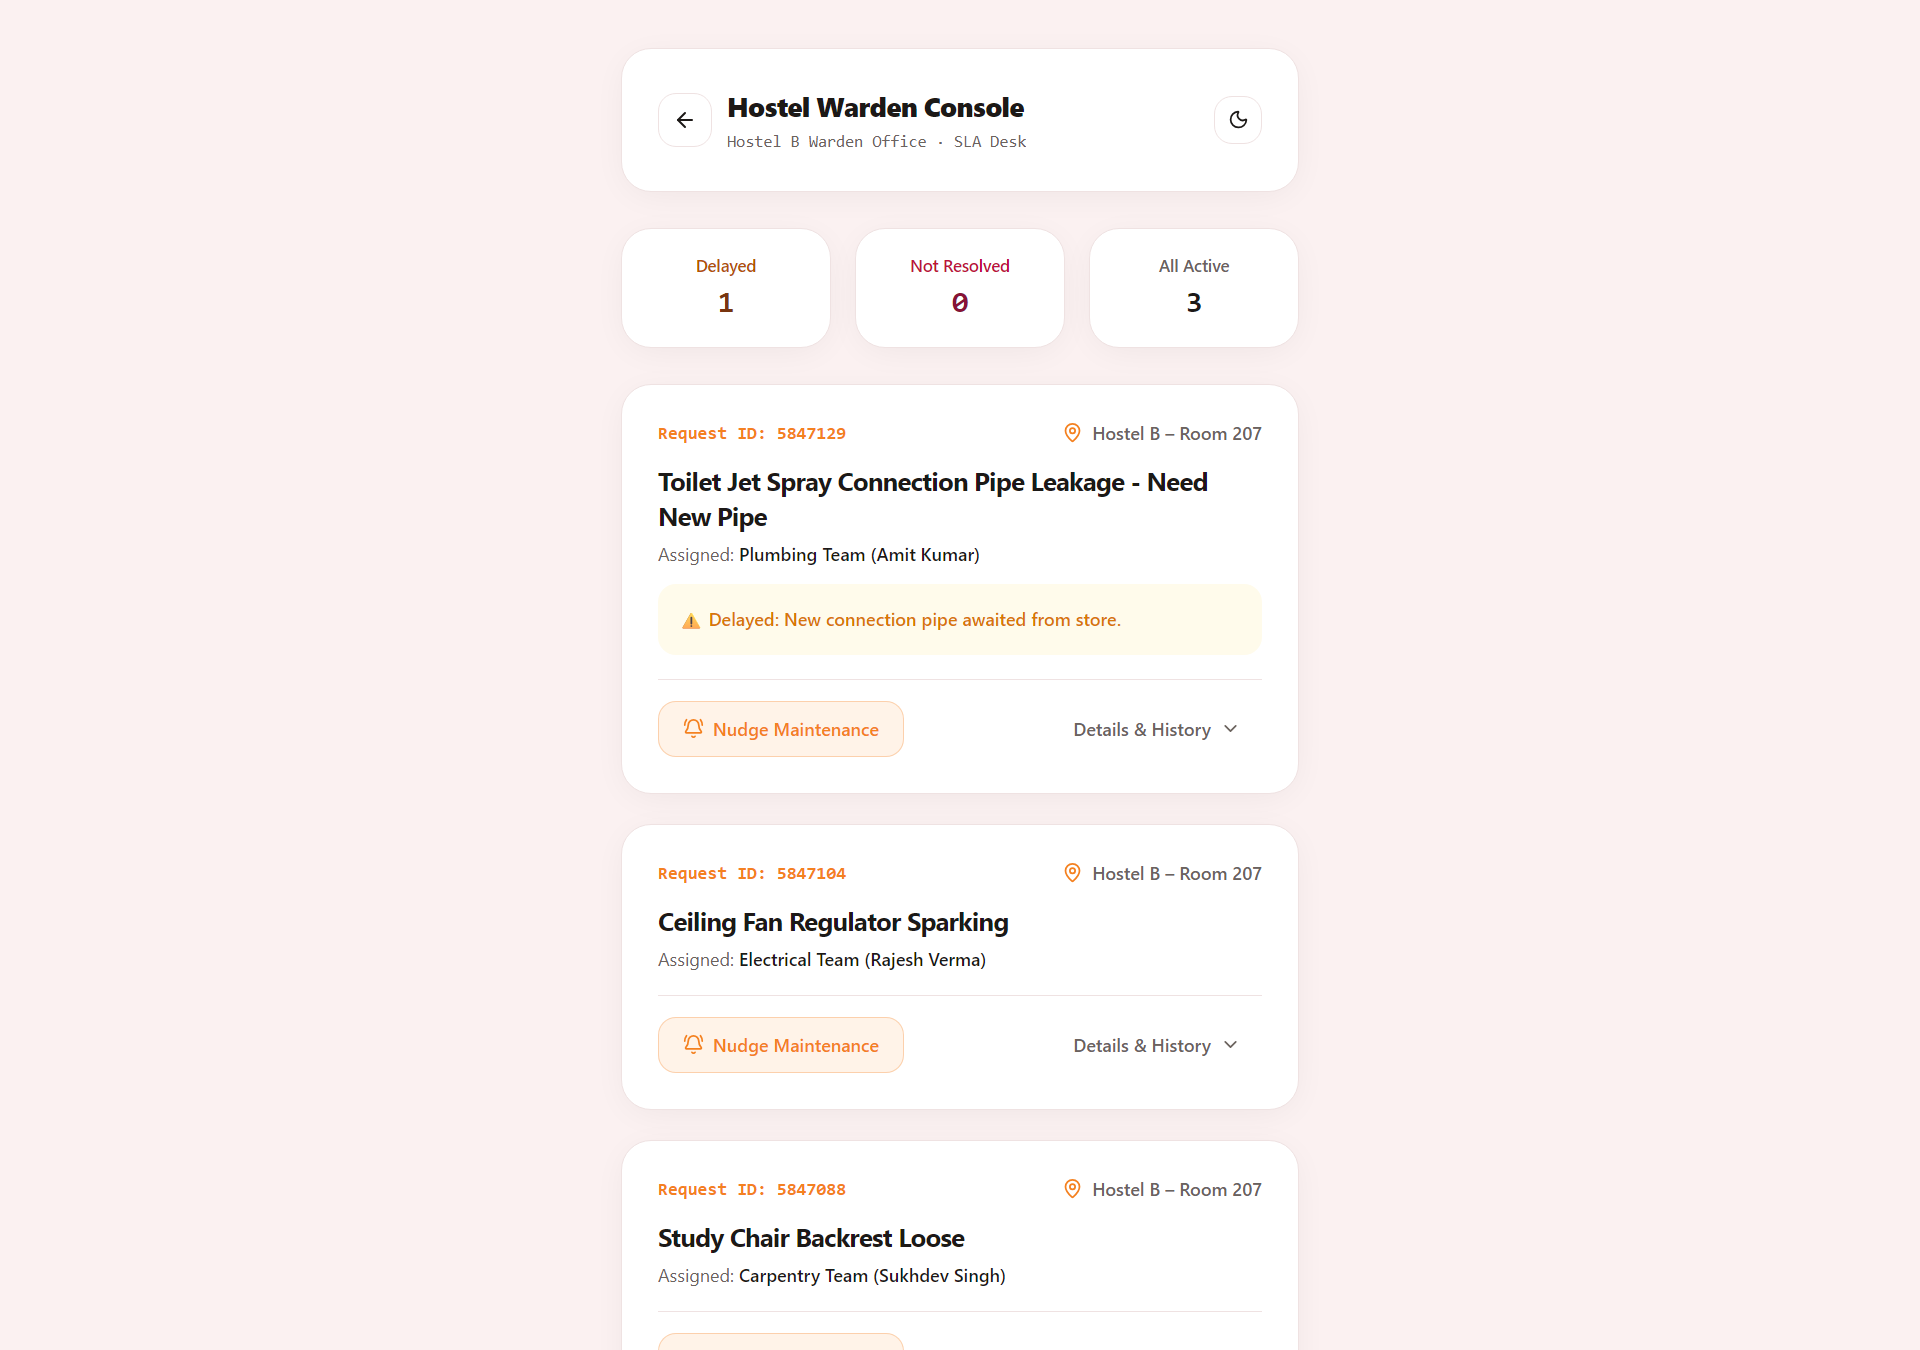 Hostel Warden Console
Hostel B Warden Office · SLA Desk
Delayed
1
Not Resolved
0
All Active
3
Request ID: 5847129
Hostel B – Room 207
Toilet Jet Spray Connection Pipe Leakage - Need
New Pipe
Assigned: Plumbing Team (Amit Kumar)
⚠️ Delayed: New connection pipe awaited from store.
Nudge Maintenance
Details & History
Request ID: 5847104
Hostel B – Room 207
Ceiling Fan Regulator Sparking
Assigned: Electrical Team (Rajesh Verma)
Nudge Maintenance
Details & History
Request ID: 5847088
Hostel B – Room 207
Study Chair Backrest Loose
Assigned: Carpentry Team (Sukhdev Singh)